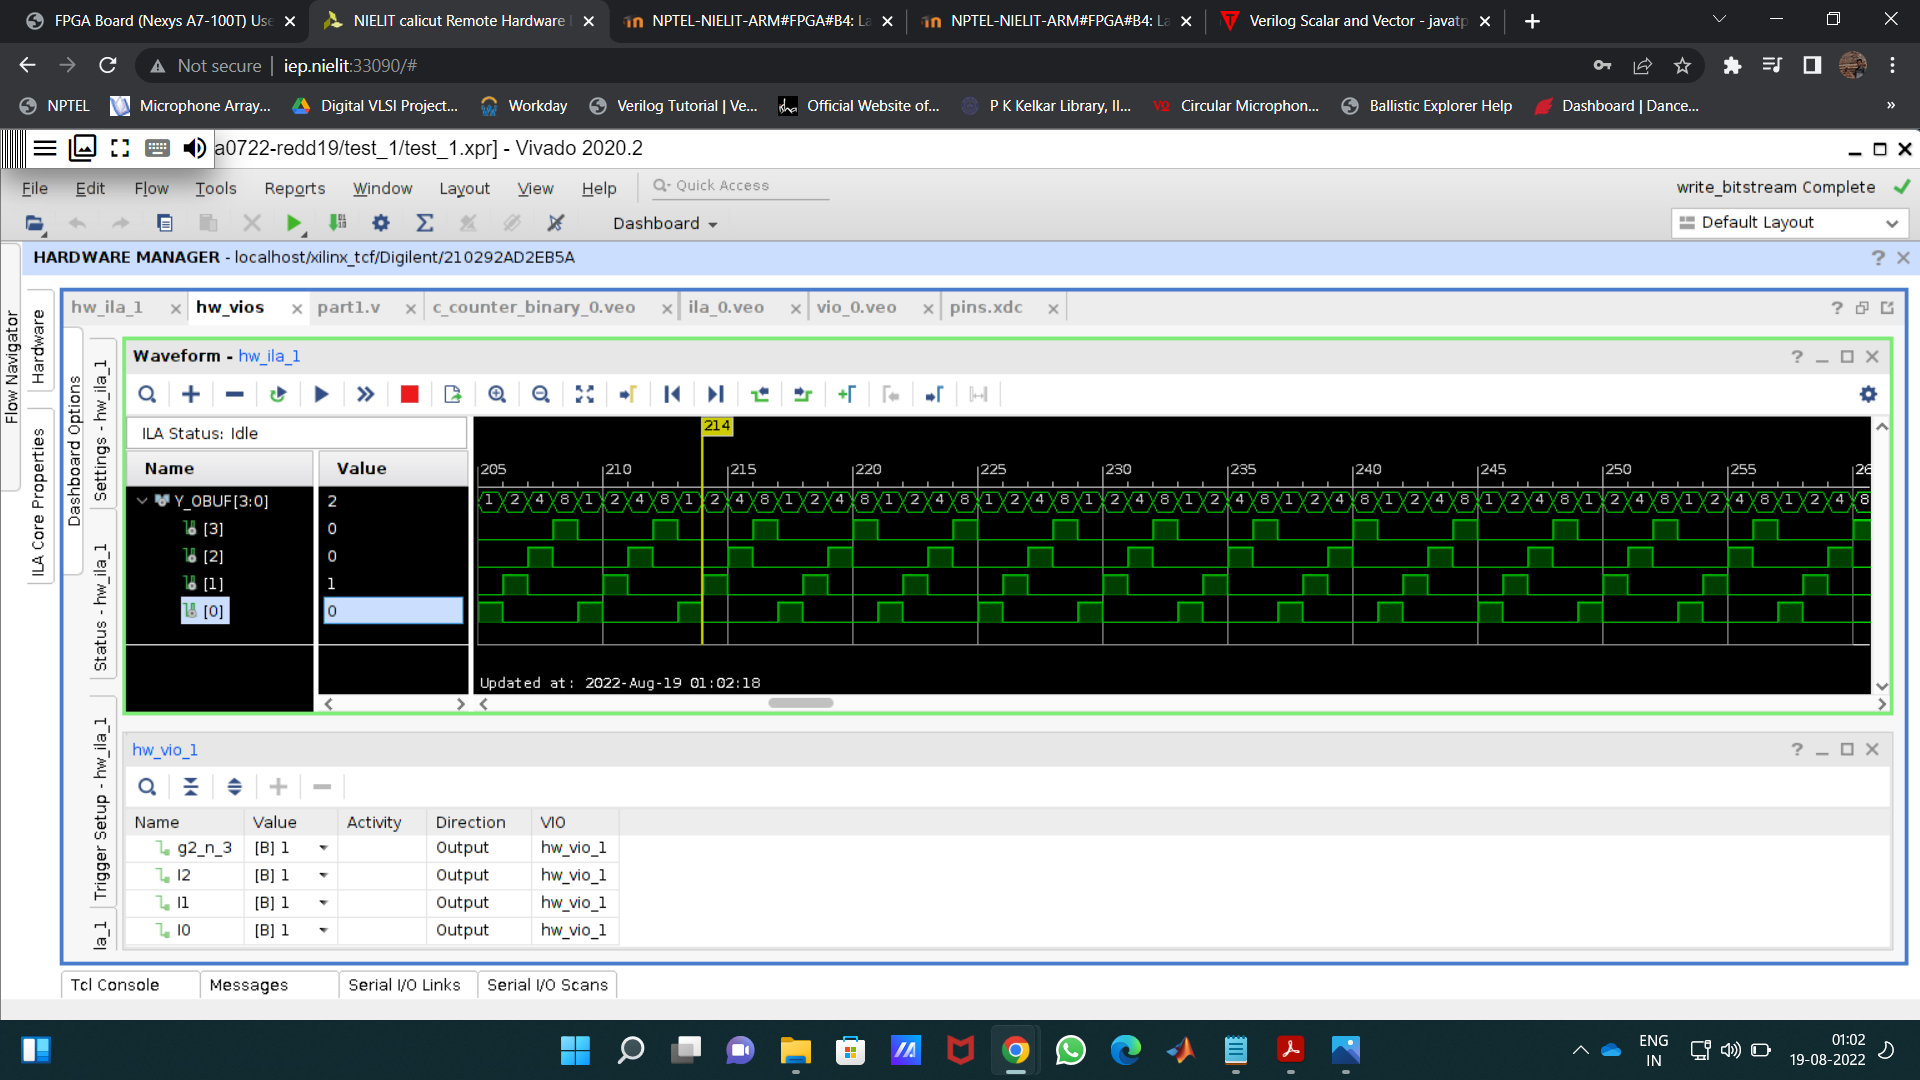 FPGA Board (Nexys A7-100T) Use
NIELIT calicut Remote Hardware
NPTEL-NIELIT-ARM#FPGA#B4: La
NPTEL-NIELIT-ARM#FPGA#B4: La
Verilog Scalar and Vector - javatp
Not secure iep.nielit:33090/#
NPTEL Microphone Array... Digital VLSI Project... Workday Verilog Tutorial | Ve... Official Website of... P K Kelkar Library, II... Circular Microphon... Ballistic Explorer Help Dashboard | Dance... »
a0722-redd19/test_1/test_1.xpr] - Vivado 2020.2
File Edit Flow Tools Reports Window Layout View Help Quick Access write_bitstream Complete
Dashboard Default Layout
HARDWARE MANAGER - localhost/xilinx_tcf/Digilent/210292AD2EB5A
Flow Navigator
Hardware
ILA Core Properties
Dashboard Options
hw_ila_1 hw_vios part1.v c_counter_binary_0.veo ila_0.veo vio_0.veo pins.xdc
Settings - hw_ila_1
Status - hw_ila_1
Trigger Setup - hw_ila_1
la_1
Waveform - hw_ila_1
ILA Status: Idle
214
Name Value
205 210 215 220 225 230 235 240 245 250 255 26
Y_OBUF[3:0] 2
1 2 4 8 1 2 4 8 1 2 4 8 1 2 4 8 1 2 4 8 1 2 4 8 1 2 4 8 1 2 4 8 1 2 4 8 1 2 4 8 1 2 4 8 1 2 4 8 1 2 4 8 1 2 4 8
[3] 0
[2] 0
[1] 1
[0] 0
Updated at: 2022-Aug-19 01:02:18
hw_vio_1
Name Value Activity Direction VIO
g2_n_3 [B] 1 Output hw_vio_1
I2 [B] 1 Output hw_vio_1
I1 [B] 1 Output hw_vio_1
I0 [B] 1 Output hw_vio_1
Tcl Console Messages Serial I/O Links Serial I/O Scans
ENG
IN
01:02
19-08-2022